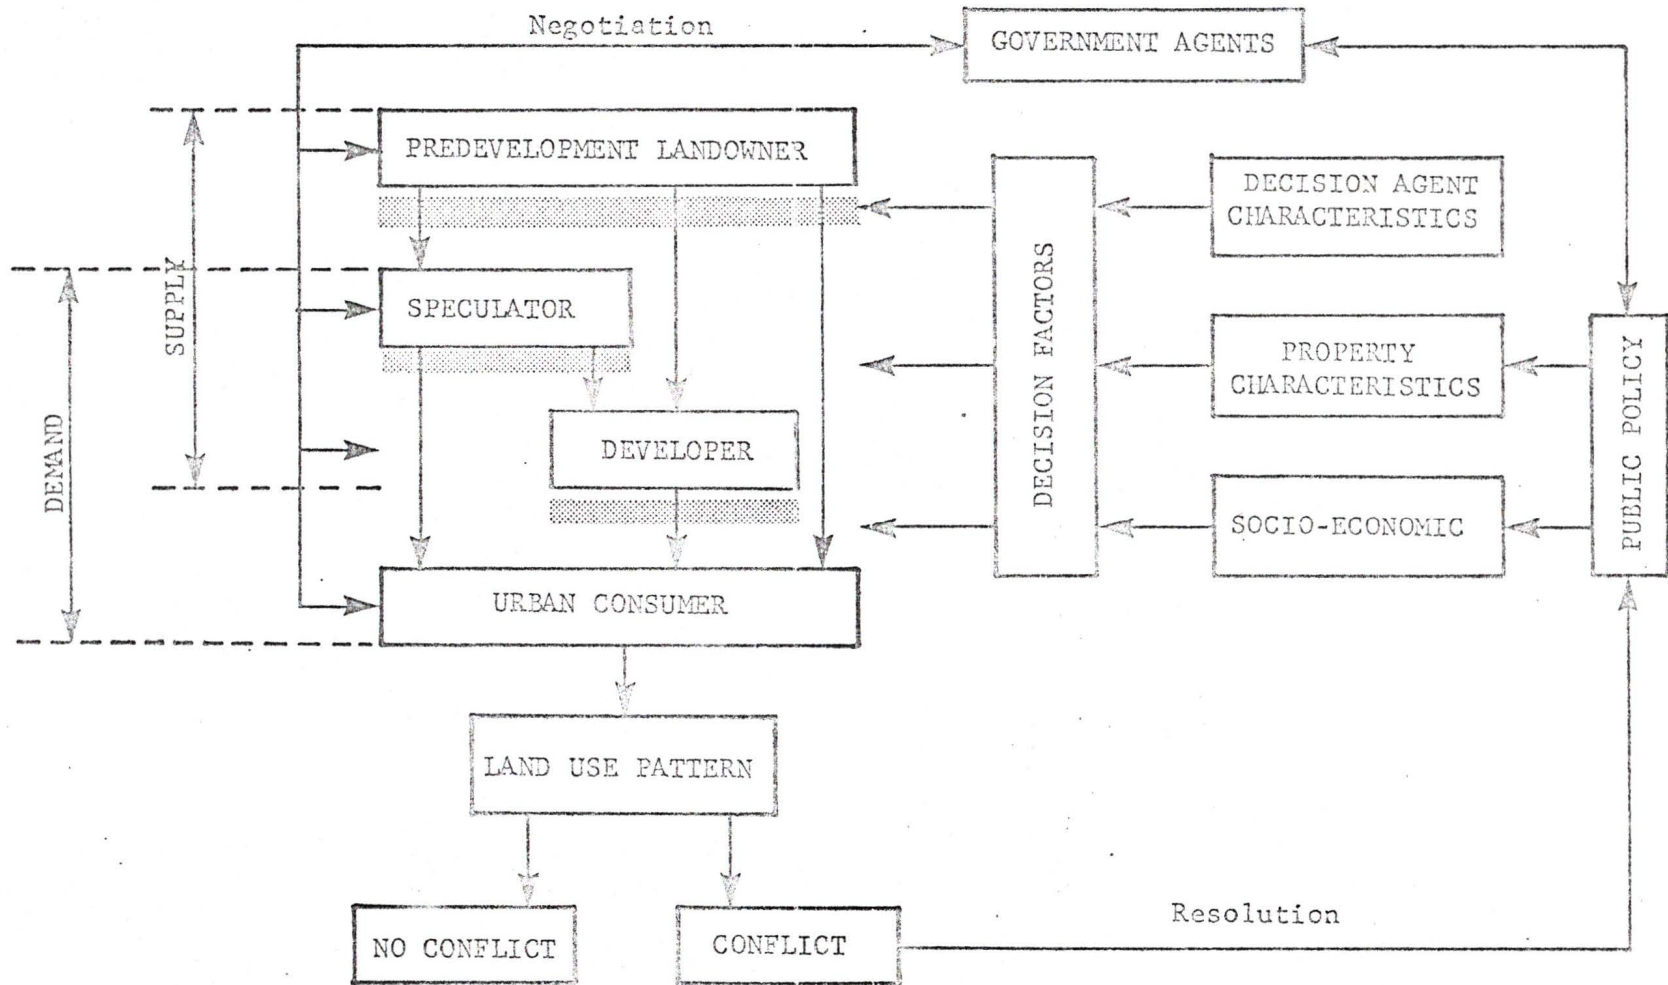 Negotiation
GOVERNMENT AGENTS
PREDEVELOPMENT LANDOWNER
DECISION AGENT
CHARACTERISTICS
SUPPLY
SPECULATOR
DECISION FACTORS
PROPERTY
CHARACTERISTICS
PUBLIC POLICY
DEMAND
DEVELOPER
SOCIO-ECONOMIC
URBAN CONSUMER
LAND USE PATTERN
NO CONFLICT
CONFLICT
Resolution